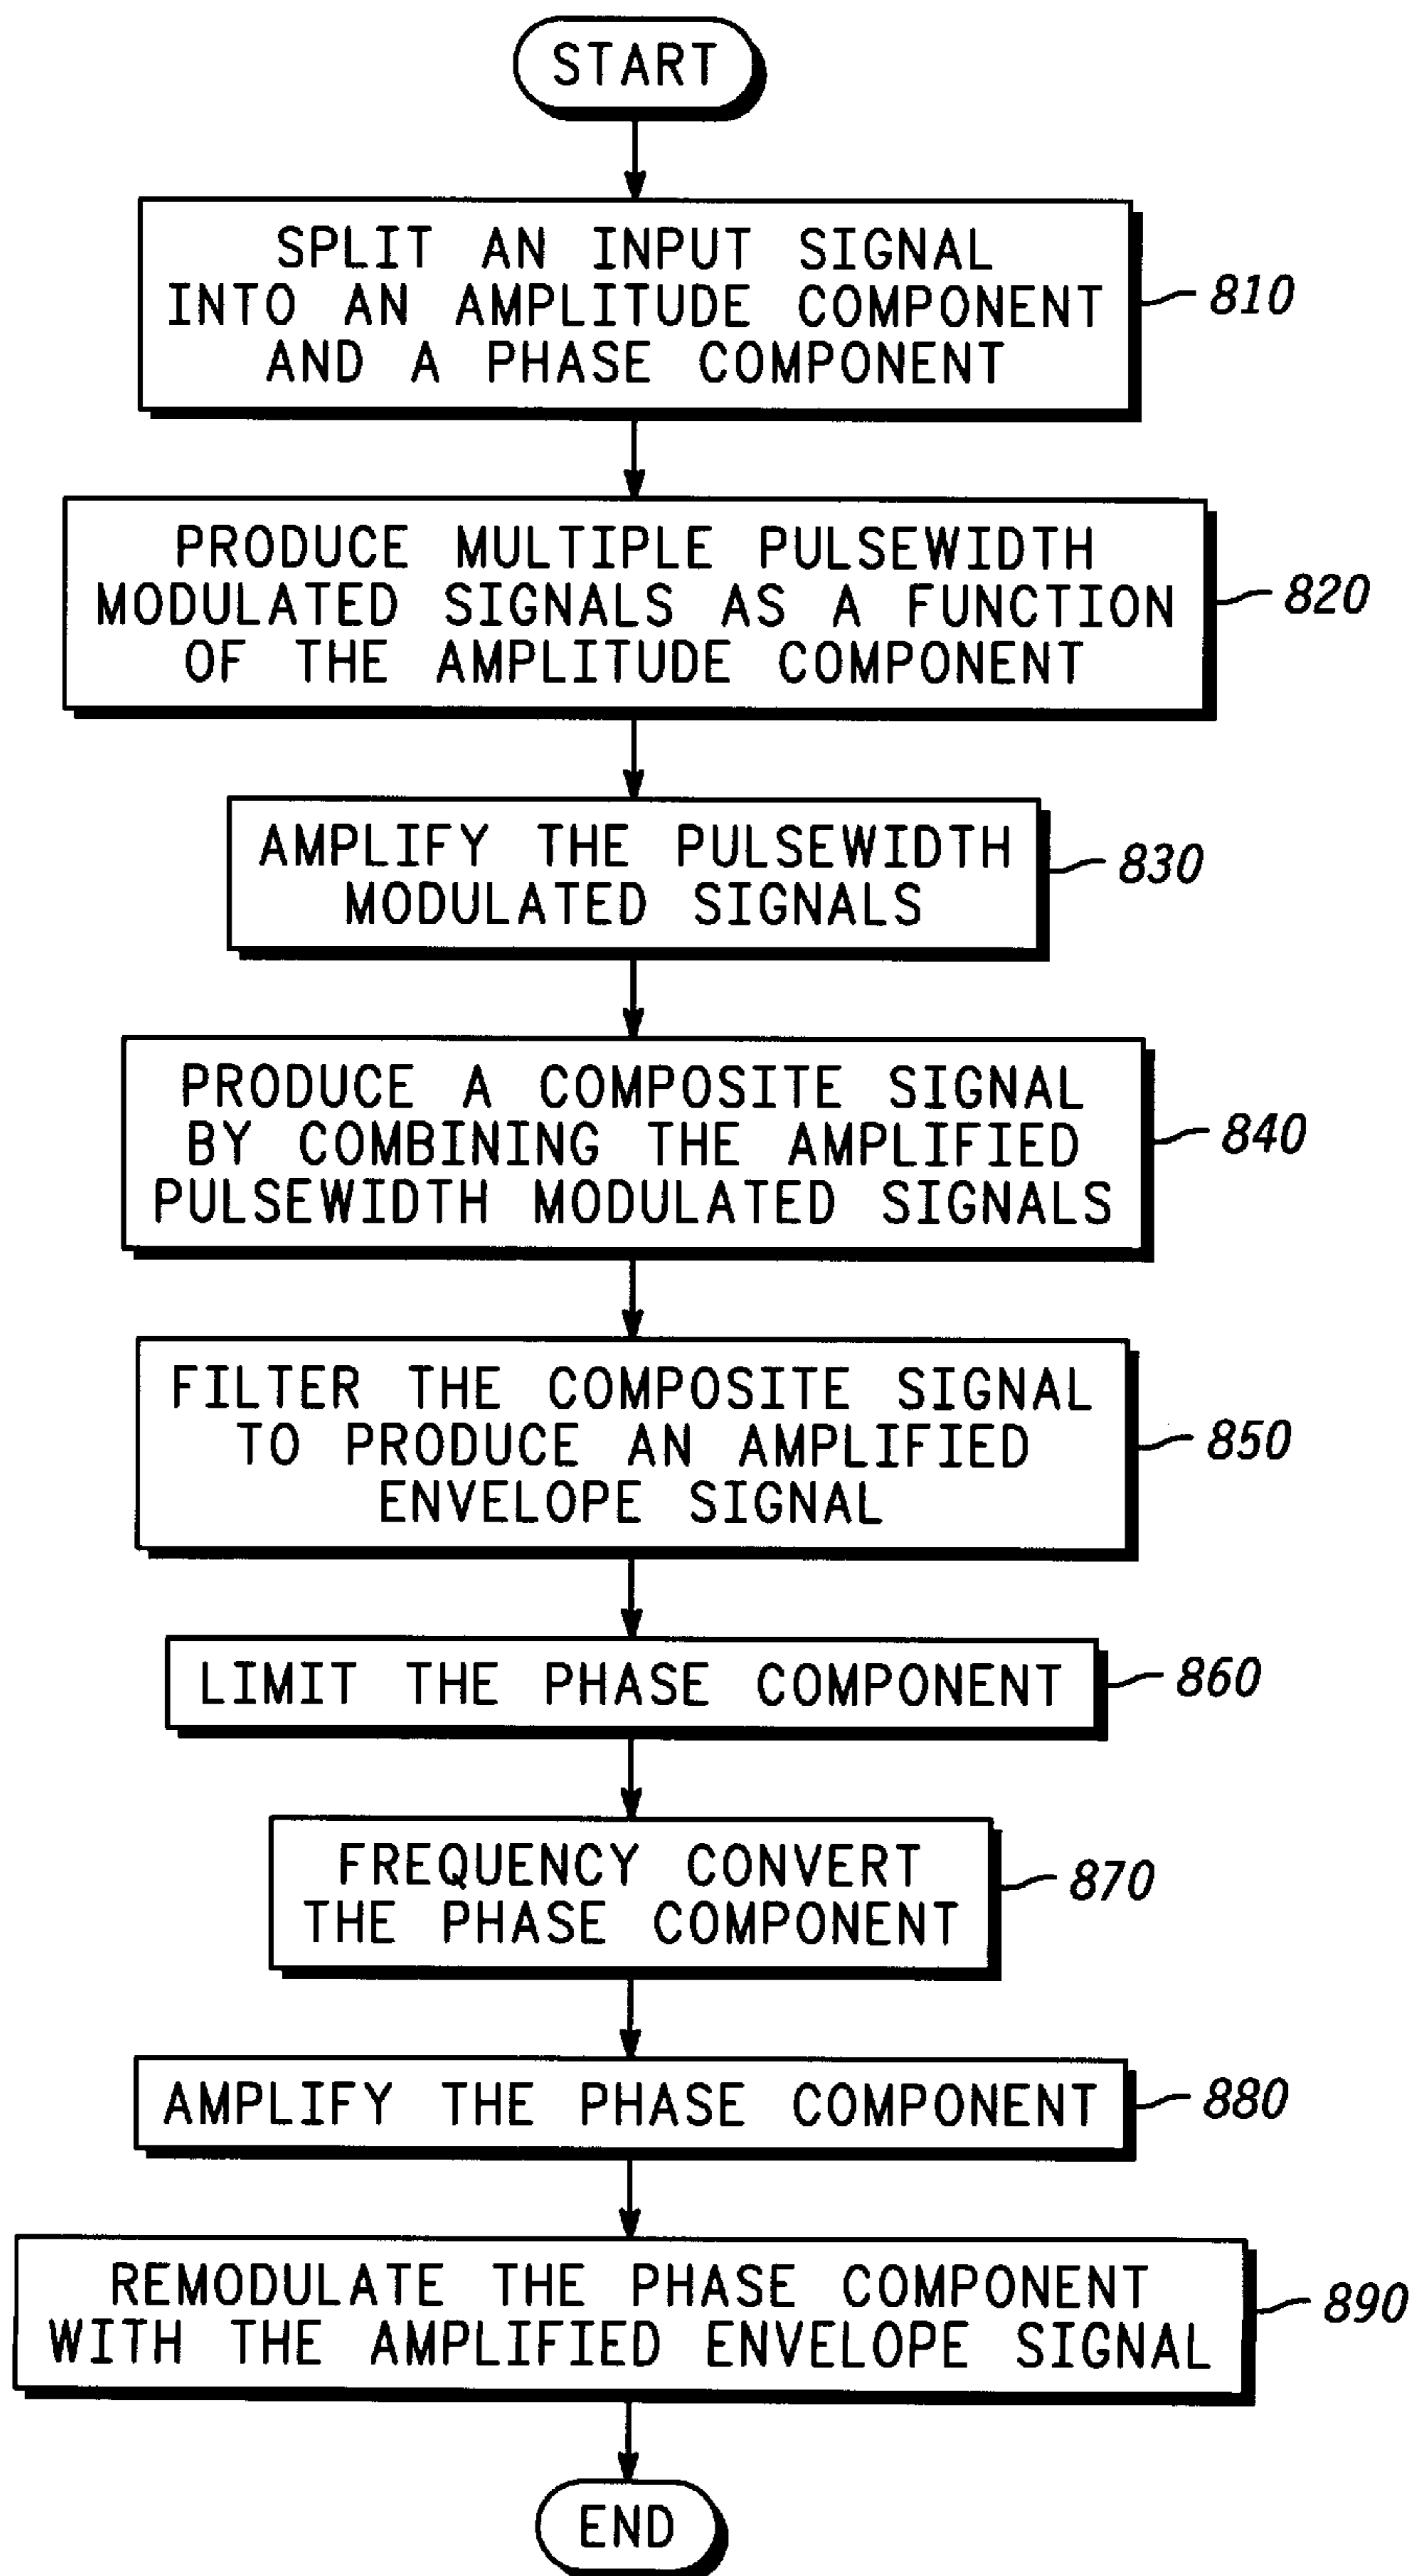 START
SPLIT AN INPUT SIGNAL
INTO AN AMPLITUDE COMPONENT
AND A PHASE COMPONENT
810
PRODUCE MULTIPLE PULSEWIDTH
MODULATED SIGNALS AS A FUNCTION
OF THE AMPLITUDE COMPONENT
820
AMPLIFY THE PULSEWIDTH
MODULATED SIGNALS
830
PRODUCE A COMPOSITE SIGNAL
BY COMBINING THE AMPLIFIED
PULSEWIDTH MODULATED SIGNALS
840
FILTER THE COMPOSITE SIGNAL
TO PRODUCE AN AMPLIFIED
ENVELOPE SIGNAL
850
LIMIT THE PHASE COMPONENT
860
FREQUENCY CONVERT
THE PHASE COMPONENT
870
AMPLIFY THE PHASE COMPONENT
880
REMODULATE THE PHASE COMPONENT
WITH THE AMPLIFIED ENVELOPE SIGNAL
890
END